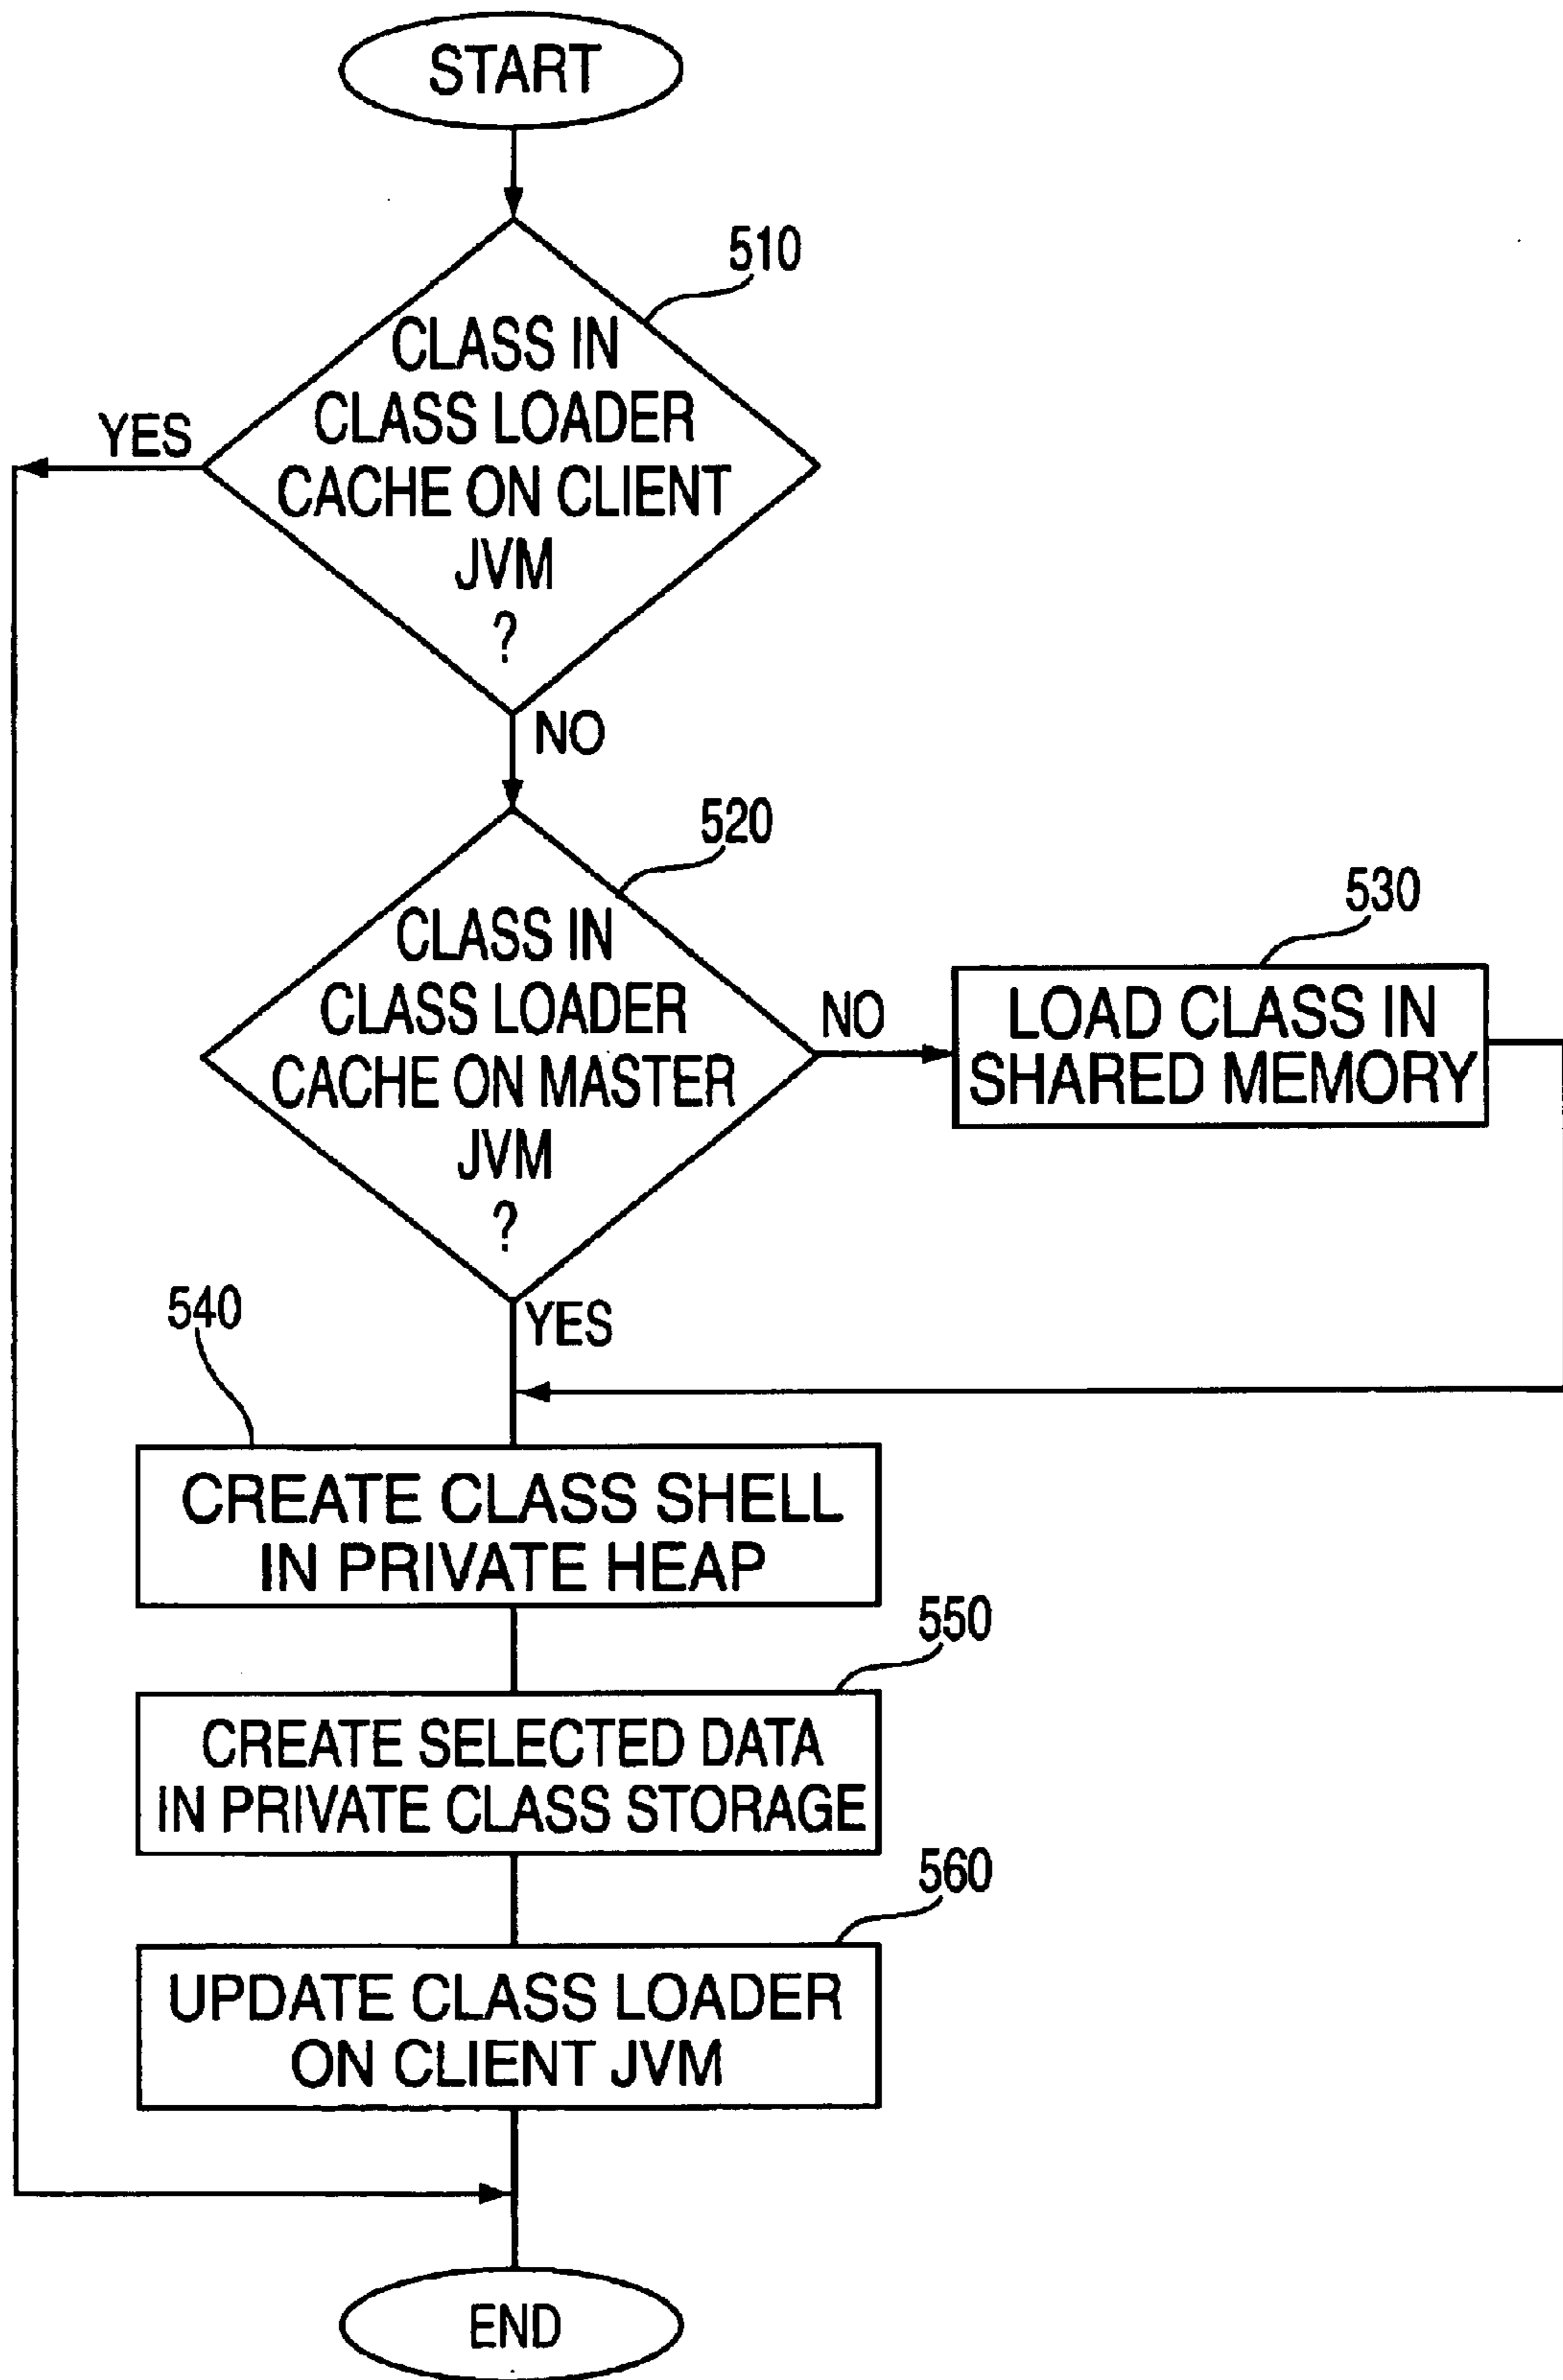 START
510
CLASS IN
CLASS LOADER
CACHE ON CLIENT
JVM
?
YES
NO
520
CLASS IN
CLASS LOADER
CACHE ON MASTER
JVM
?
NO
530
LOAD CLASS IN
SHARED MEMORY
YES
540
CREATE CLASS SHELL
IN PRIVATE HEAP
550
CREATE SELECTED DATA
IN PRIVATE CLASS STORAGE
560
UPDATE CLASS LOADER
ON CLIENT JVM
END